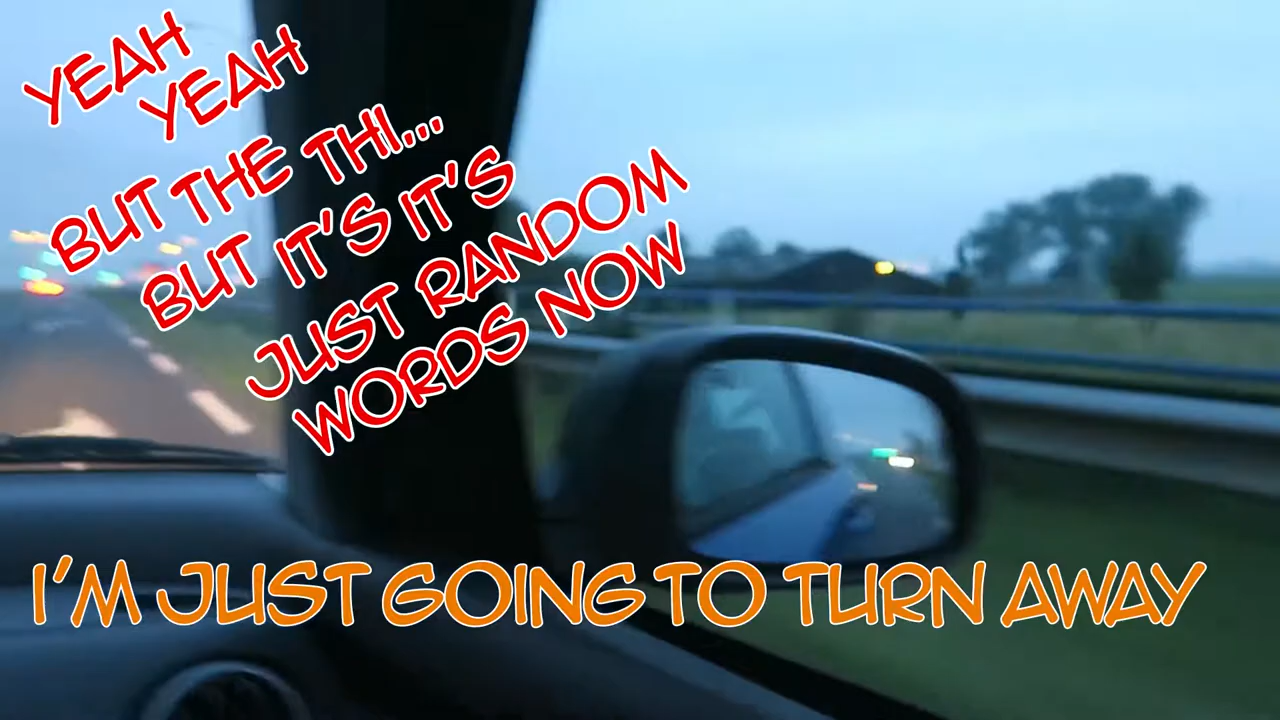 YEAH
YEAH
BUT THE THI...
BUT IT'S IT'S
JUST RANDOM
WORDS NOW
I'M JUST GOING TO TURN AWAY